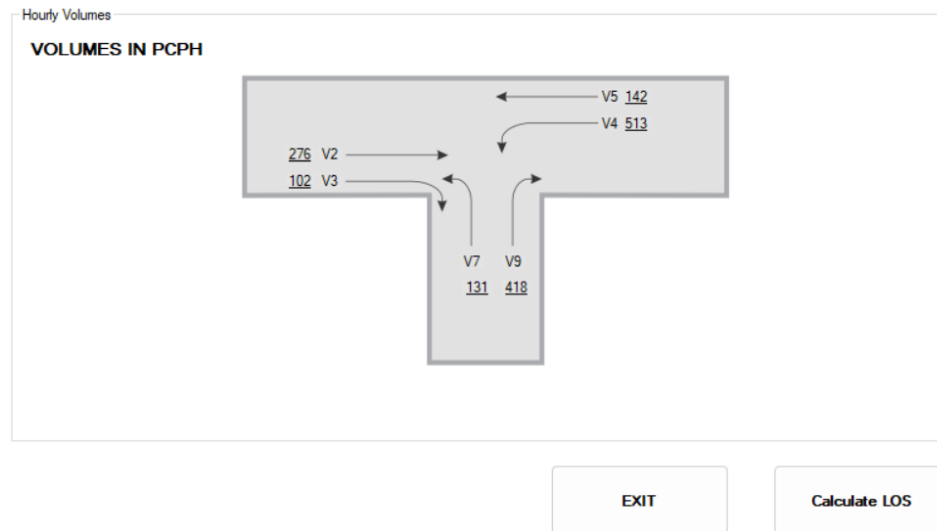 Hourly Volumes
VOLUMES IN PCPH
V5 142
V4 513
276 V2
102 V3
V7 V9
131 418
EXIT
Calculate LOS